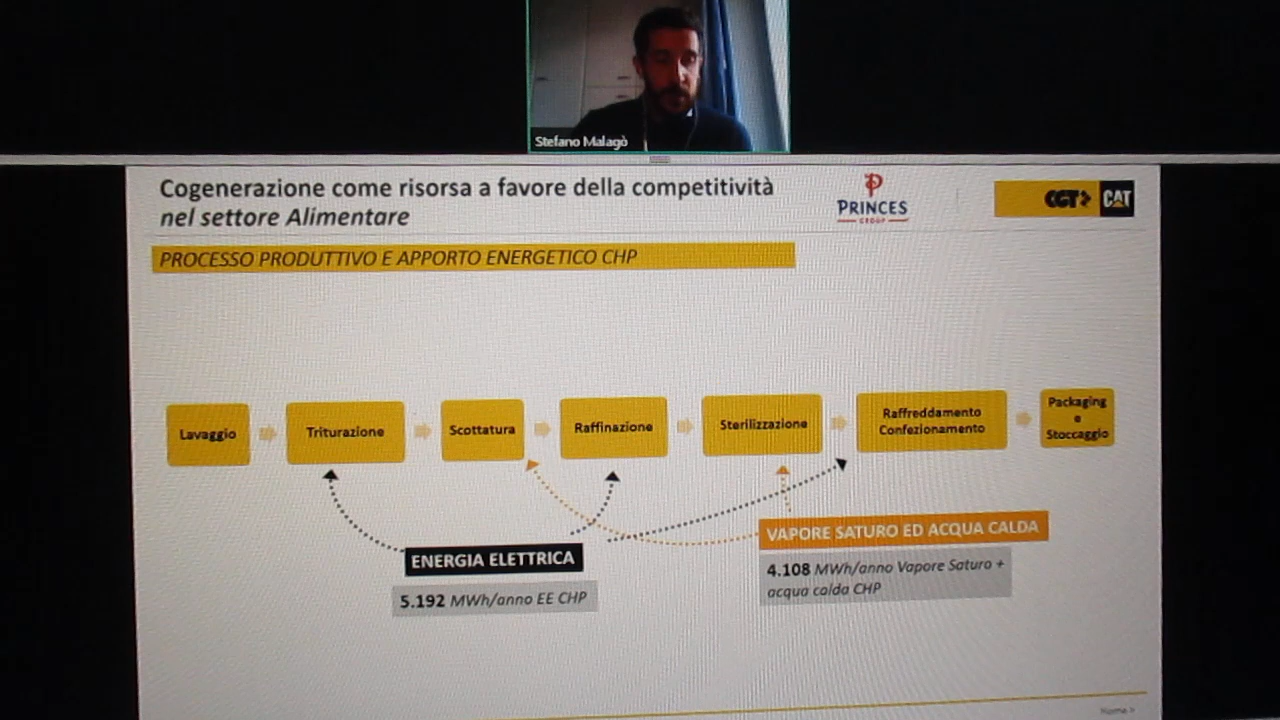 Stefano Malagò
Cogenerazione come risorsa a favore della competitività
nel settore Alimentare
PRINCES
GROUP
CGT
CAT
PROCESSO PRODUTTIVO E APPORTO ENERGETICO CHP
Lavaggio
Triturazione
Scottatura
Raffinazione
Sterilizzazione
Raffreddamento
Confezionamento
Packaging
e
Stoccaggio
ENERGIA ELETTRICA
5.192 MWh/anno EE CHP
VAPORE SATURO ED ACQUA CALDA
4.108 MWh/anno Vapore Saturo +
acqua calda CHP
Home >